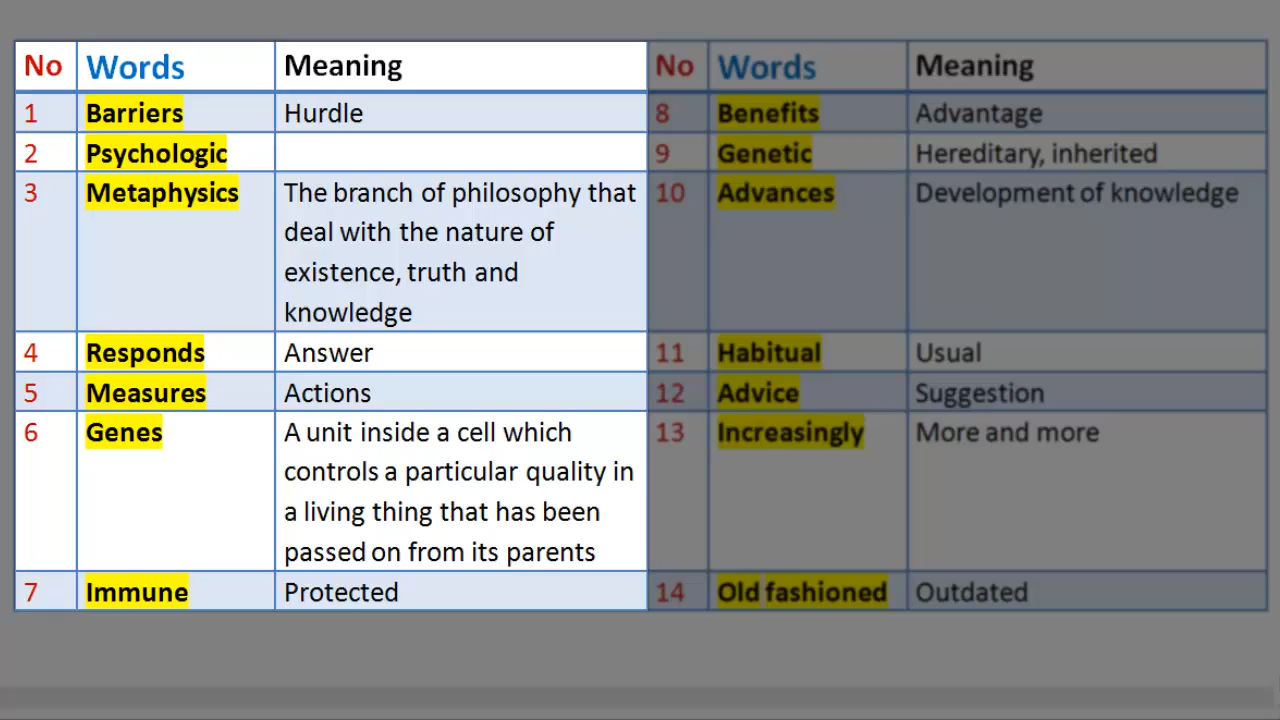 No Words Meaning
1 Barriers Hurdle
2 Psychologic
3 Metaphysics The branch of philosophy that
deal with the nature of
existence, truth and
knowledge
4 Responds Answer
5 Measures Actions
6 Genes A unit inside a cell which
controls a particular quality in
a living thing that has been
passed on from its parents
7 Immune Protected
No Words Meaning
8 Benefits Advantage
9 Genetic Hereditary, inherited
10 Advances Development of knowledge
11 Habitual Usual
12 Advice Suggestion
13 Increasingly More and more
14 Old fashioned Outdated